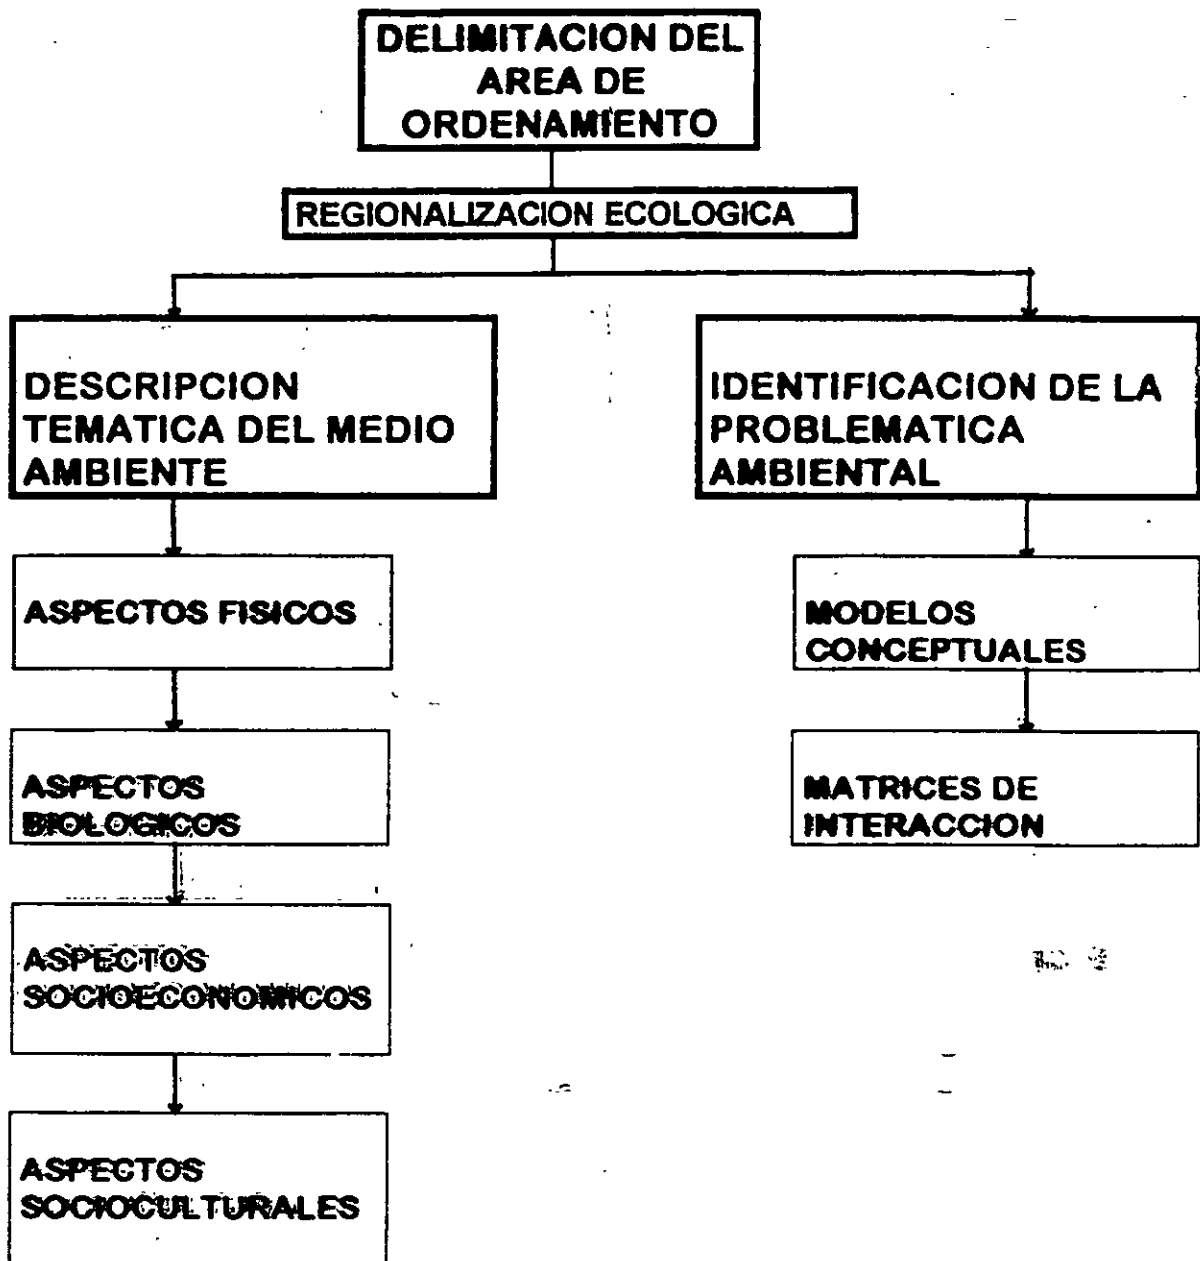 DELIMITACION DEL
AREA DE
ORDENAMIENTO
REGIONALIZACION ECOLOGICA
DESCRIPCION
TEMATICA DEL MEDIO
AMBIENTE
IDENTIFICACION DE LA
PROBLEMATICA
AMBIENTAL
ASPECTOS FISICOS
MODELOS
CONCEPTUALES
ASPECTOS
BIOLOGICOS
MATRICES DE
INTERACCION
ASPECTOS
SOCIOECONOMICOS
ASPECTOS
SOCIOCULTURALES